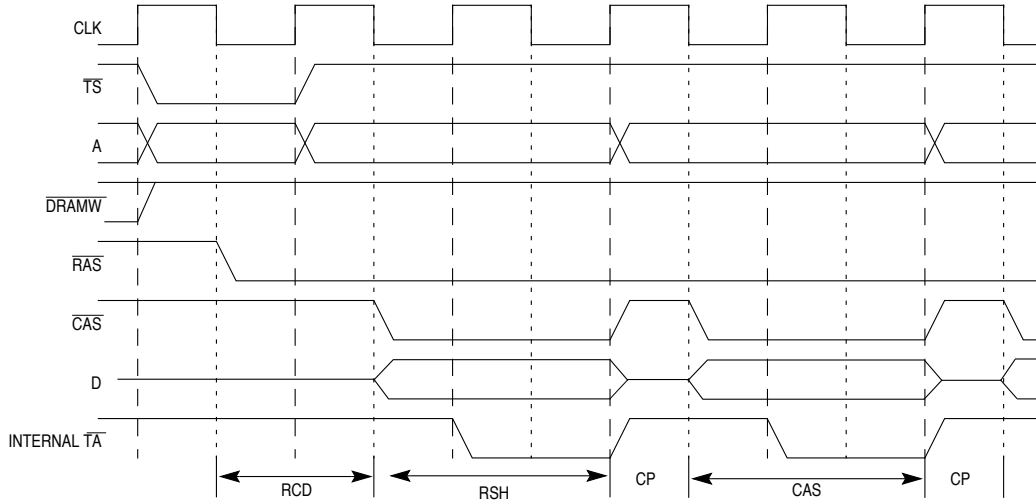 CLK
TS
A
DRAMW
RAS
CAS
D
INTERNAL TA
RCD
RSH
CP
CAS
CP